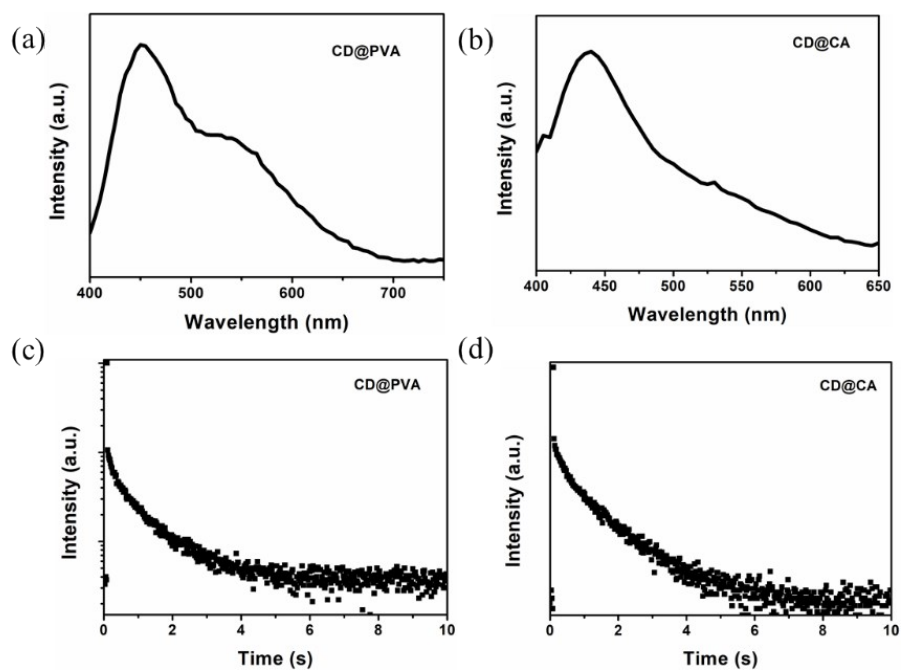 (a)
CD@PVA
Intensity (a.u.)
400 500 600 700
Wavelength (nm)
(b)
CD@CA
Intensity (a.u.)
400 450 500 550 600 650
Wavelength (nm)
(c)
CD@PVA
Intensity (a.u.)
0 2 4 6 8 10
Time (s)
(d)
CD@CA
Intensity (a.u.)
0 2 4 6 8 10
Time (s)